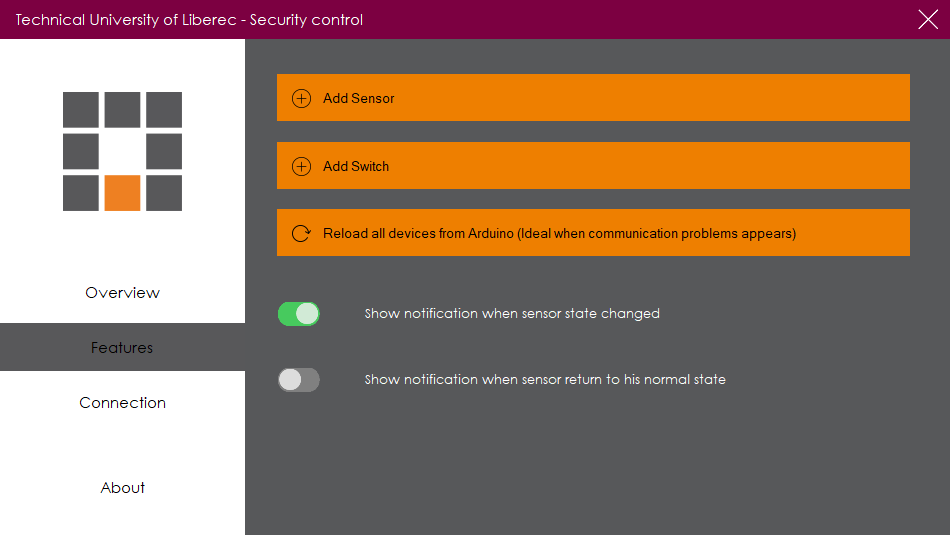 Technical University of Liberec - Security control
Add Sensor
Add Switch
Reload all devices from Arduino (Ideal when communication problems appears)
Overview
Features
Connection
About
Show notification when sensor state changed
Show notification when sensor return to his normal state